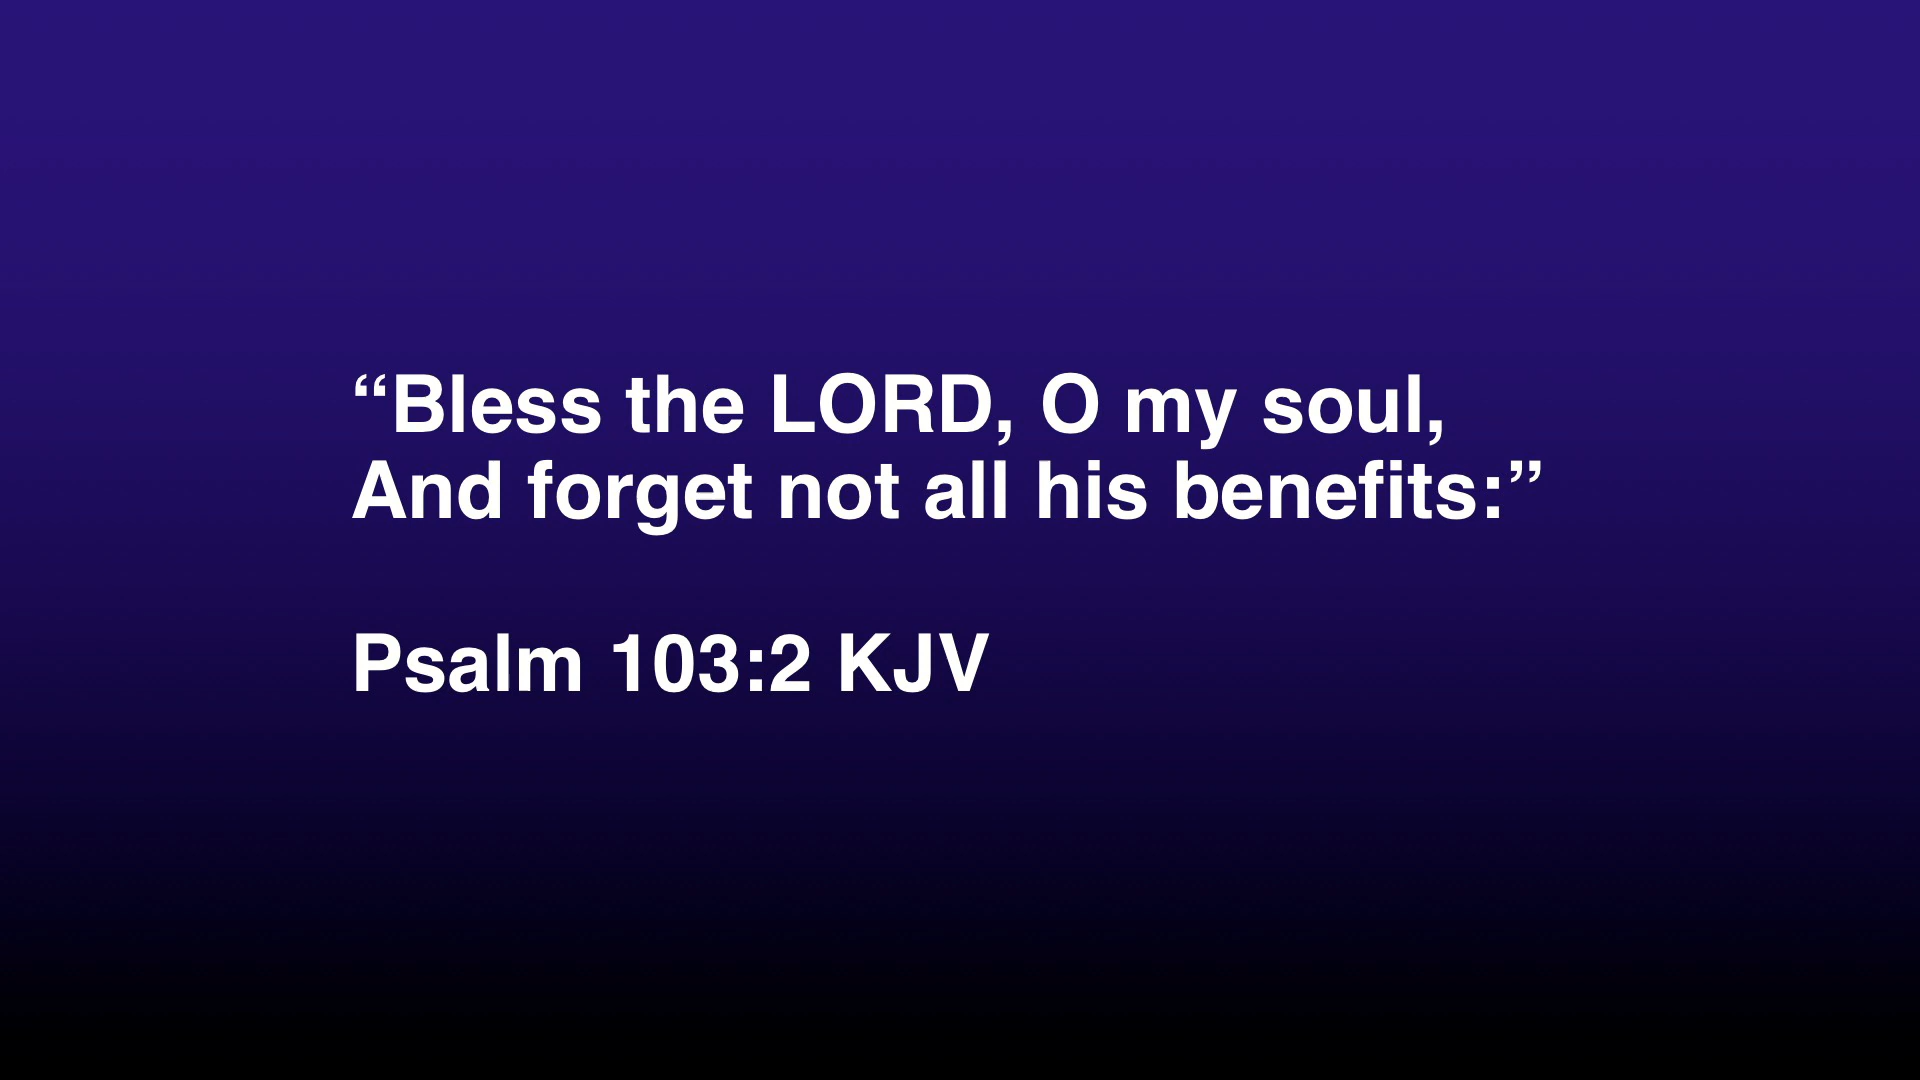 “Bless the LORD, O my soul,
And forget not all his benefits:”
Psalm 103:2 KJV